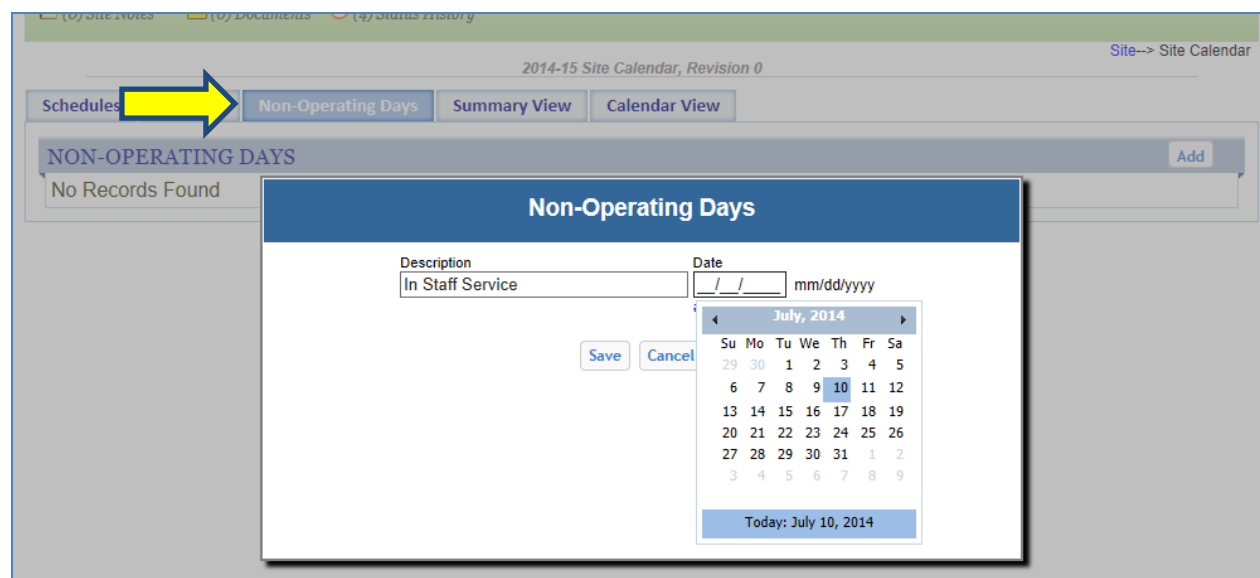 (0) Site Notes (0) Documents (4) Status History
Site--> Site Calendar
2014-15 Site Calendar, Revision 0
Schedules Non-Operating Days Summary View Calendar View
NON-OPERATING DAYS Add
No Records Found
Non-Operating Days
Description Date
In Staff Service __/__/____ mm/dd/yyyy
Save Cancel
July, 2014
Su Mo Tu We Th Fr Sa
29 30 1 2 3 4 5
6 7 8 9 10 11 12
13 14 15 16 17 18 19
20 21 22 23 24 25 26
27 28 29 30 31 1 2
3 4 5 6 7 8 9
Today: July 10, 2014